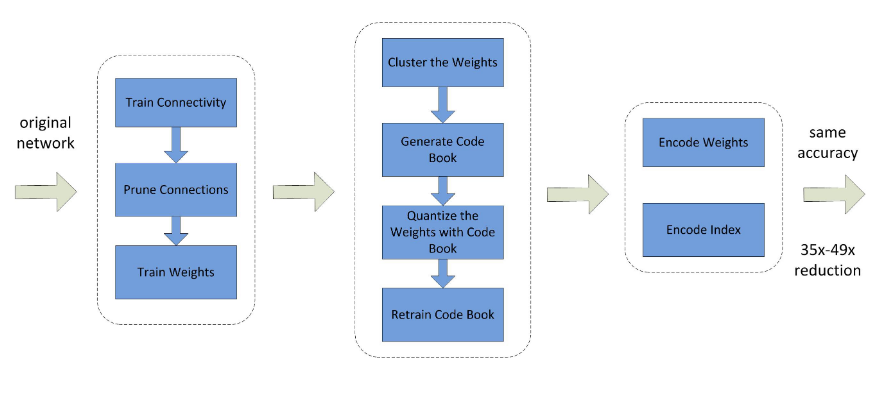 original
network
Train Connectivity
Prune Connections
Train Weights
Cluster the Weights
Generate Code
Book
Quantize the
Weights with Code
Book
Retrain Code Book
Encode Weights
Encode Index
same
accuracy
35x-49x
reduction